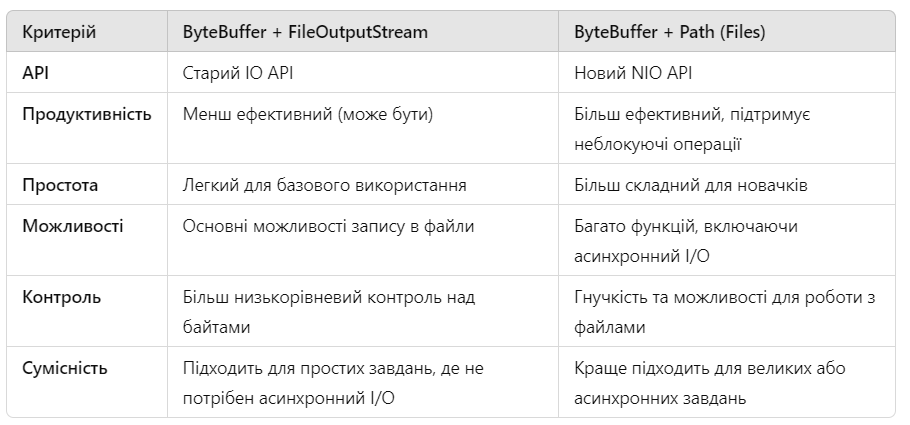 Критерій ByteBuffer + FileOutputStream ByteBuffer + Path (Files)
API Старий IO API Новий NIO API
Продуктивність Менш ефективний (може бути) Більш ефективний, підтримує
неблокуючі операції
Простота Легкий для базового використання Більш складний для новачків
Можливості Основні можливості запису в файли Багато функцій, включаючи
асинхронний I/O
Контроль Більш низькорівневий контроль над Гнучкість та можливості для роботи з
байтами файлами
Сумісність Підходить для простих завдань, де не Краще підходить для великих або
потрібен асинхронний I/O асинхронних завдань